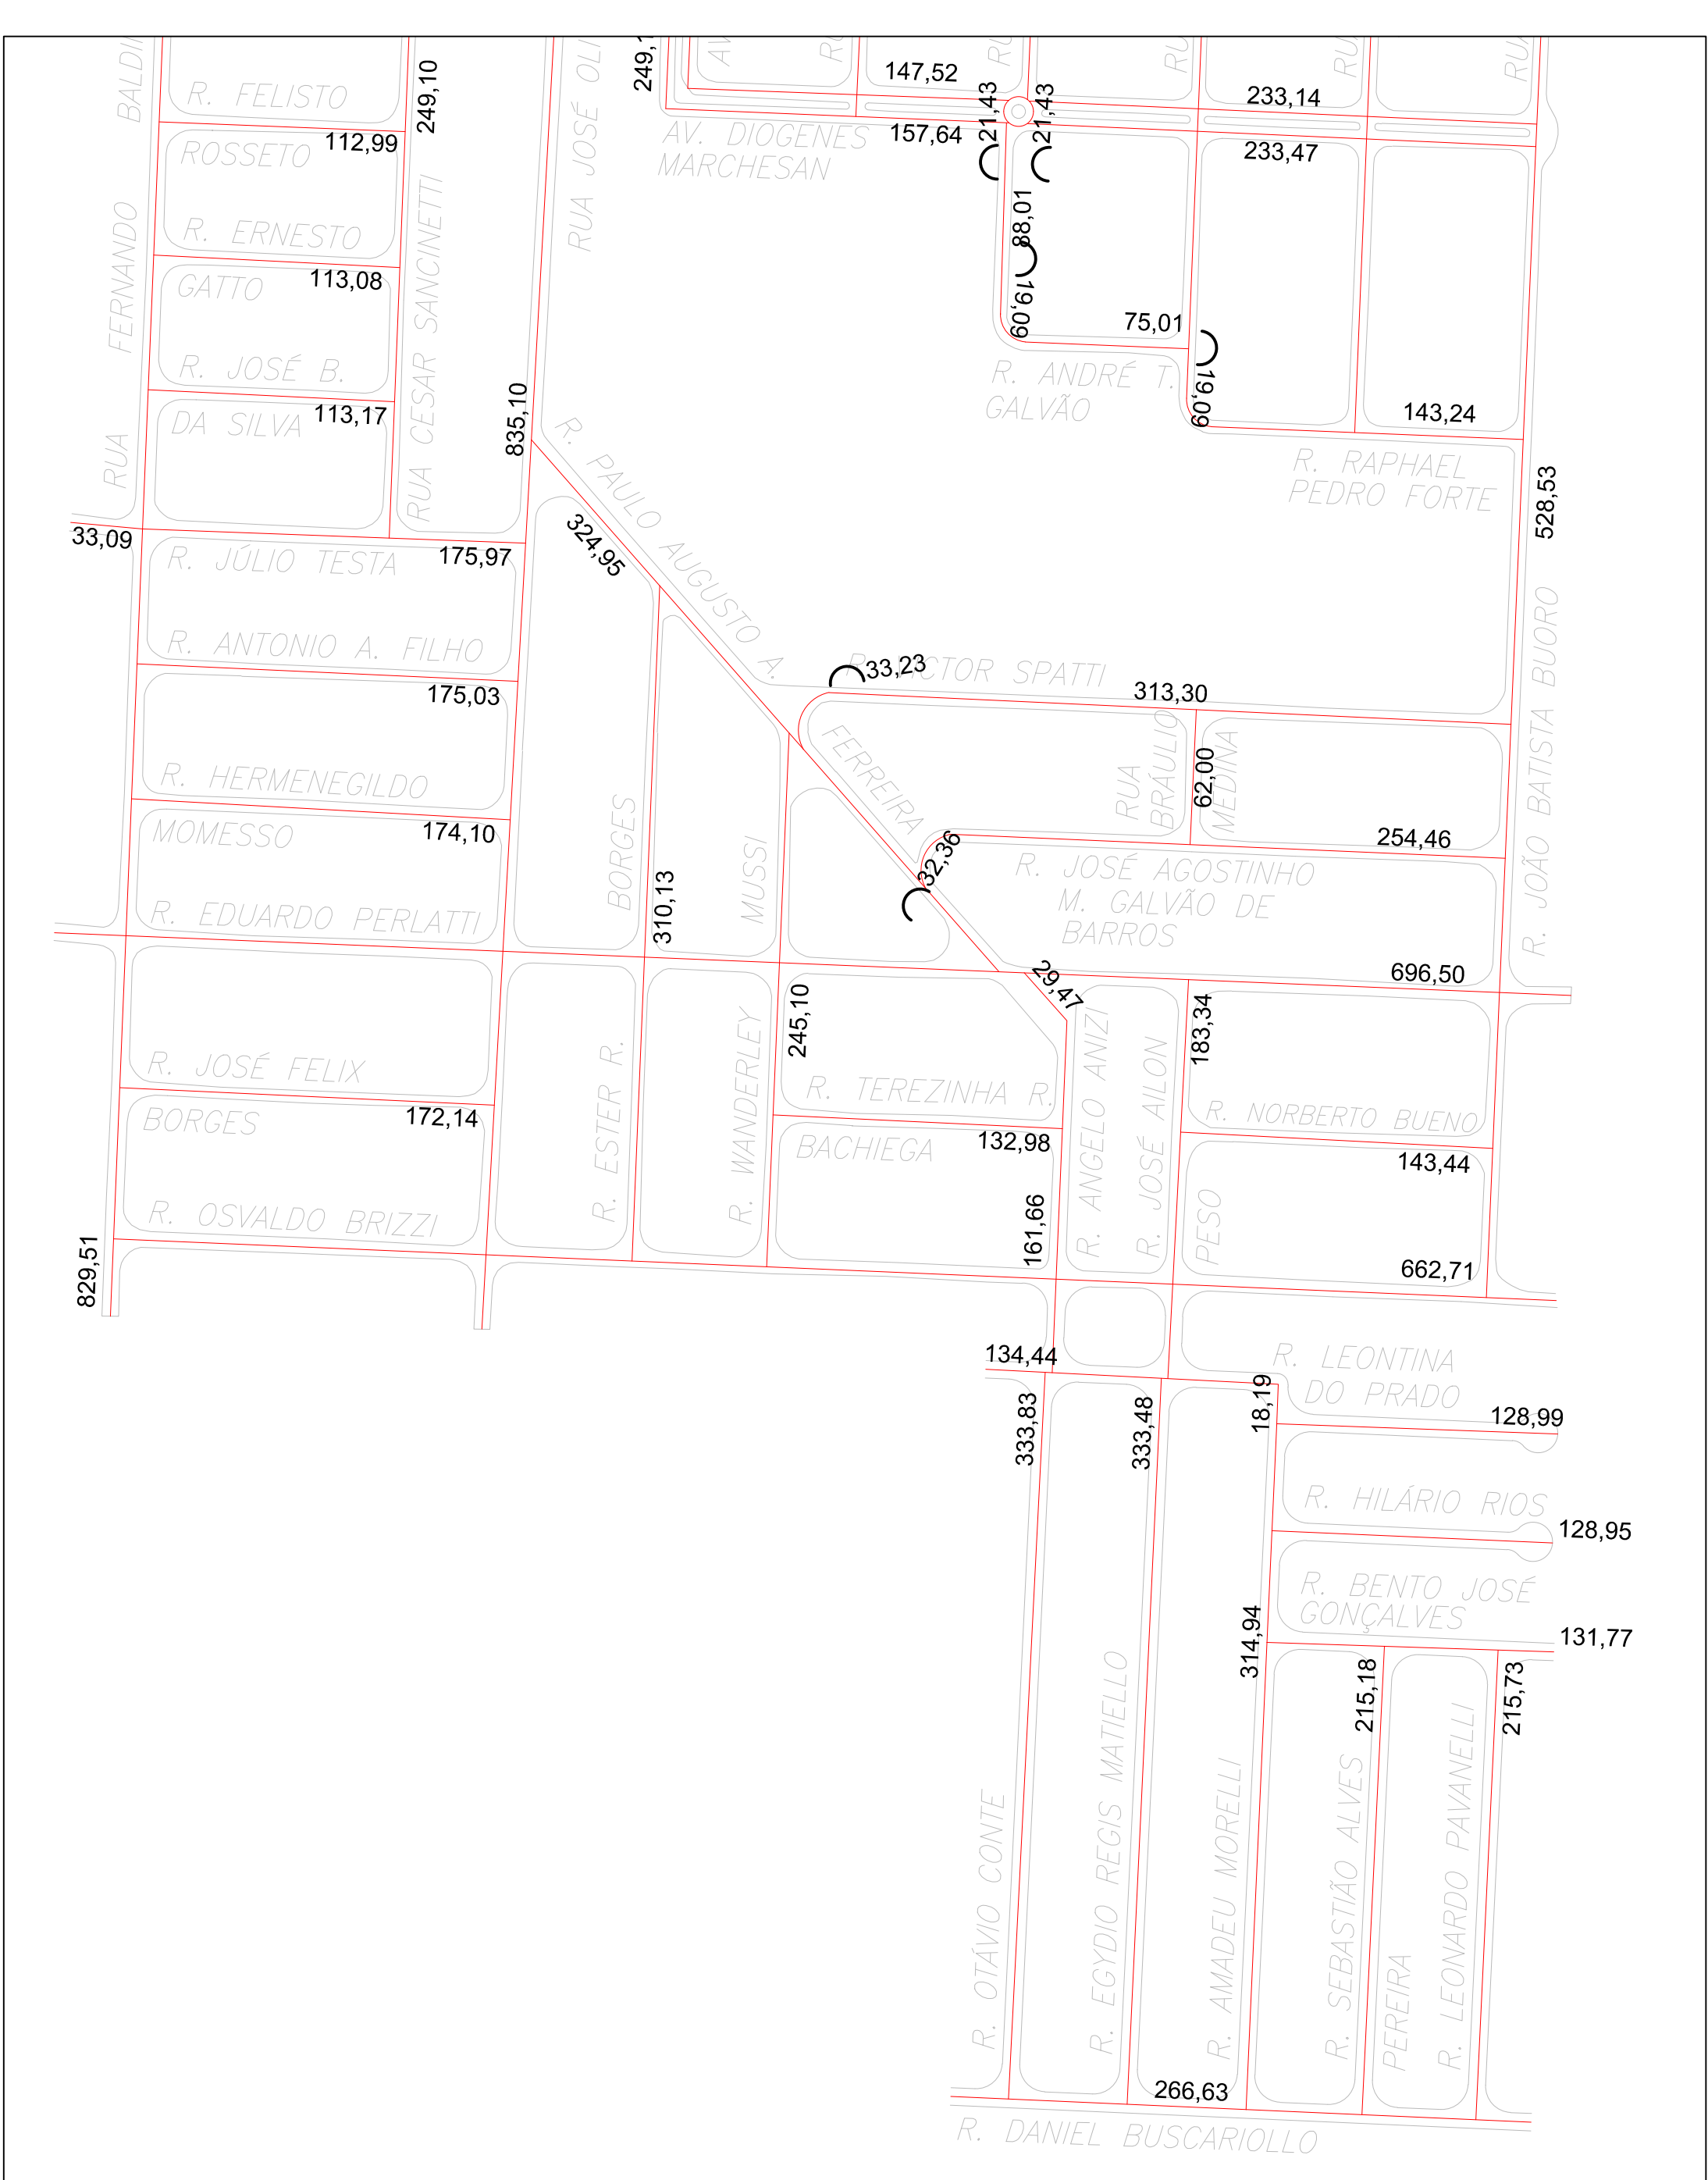 BALDI
R. FELISTO
249,10
RUA JOSÉ OLI
249,1
AV
RU
147,52
RU
21,43
21,43
RU
233,14
RUA
RUA
ROSSETO
112,99
AV. DIOGENES
MARCHESAN
157,64
233,47
RUA FERNANDO
R. ERNESTO
GATTO
113,08
RUA CESAR SANCINETTI
88,01
19,09
75,01
R. JOSÉ B.
DA SILVA
113,17
835,10
R. ANDRÉ T.
GALVÃO
19,09
143,24
R. RAPHAEL
PEDRO FORTE
528,53
33,09
R. JÚLIO TESTA
175,97
324,95
R. PAULO AUGUSTO A.
FERREIRA
R. ANTONIO A. FILHO
175,03
R. VICTOR SPATTI
33,23
313,30
R. JOÃO BATISTA BUORO
R. HERMENEGILDO
MOMESSO
174,10
RUA
BRÁULIO
62,00
MEDINA
254,46
32,36
R. JOSÉ AGOSTINHO
M. GALVÃO DE
BARROS
R. EDUARDO PERLATTI
BORGES
310,13
MUSSI
696,50
29,47
245,10
183,34
R. JOSÉ FELIX
BORGES
172,14
R. ESTER R.
R. WANDERLEY
R. TEREZINHA R.
BACHIEGA
132,98
R. ANGELO ANIZI
R. JOSÉ AILON
PESO
R. NORBERTO BUENO
143,44
161,66
R. OSVALDO BRIZZI
829,51
662,71
134,44
R. LEONTINA
DO PRADO
333,83
333,48
18,19
128,99
R. HILÁRIO RIOS
128,95
R. BENTO JOSÉ
GONÇALVES
131,77
314,94
215,18
215,73
R. OTÁVIO CONTE
R. EGYDIO REGIS MATIELLO
R. AMADEU MORELLI
R. SEBASTIÃO ALVES
PEREIRA
R. LEONARDO PAVANELLI
266,63
R. DANIEL BUSCARIOLLO